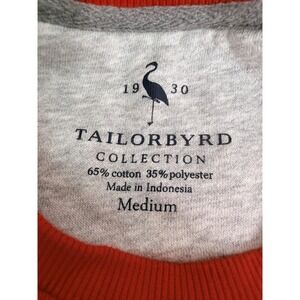 19 30
TAILORBYRD
COLLECTION
65% cotton 35% polyester
Made in Indonesia
Medium